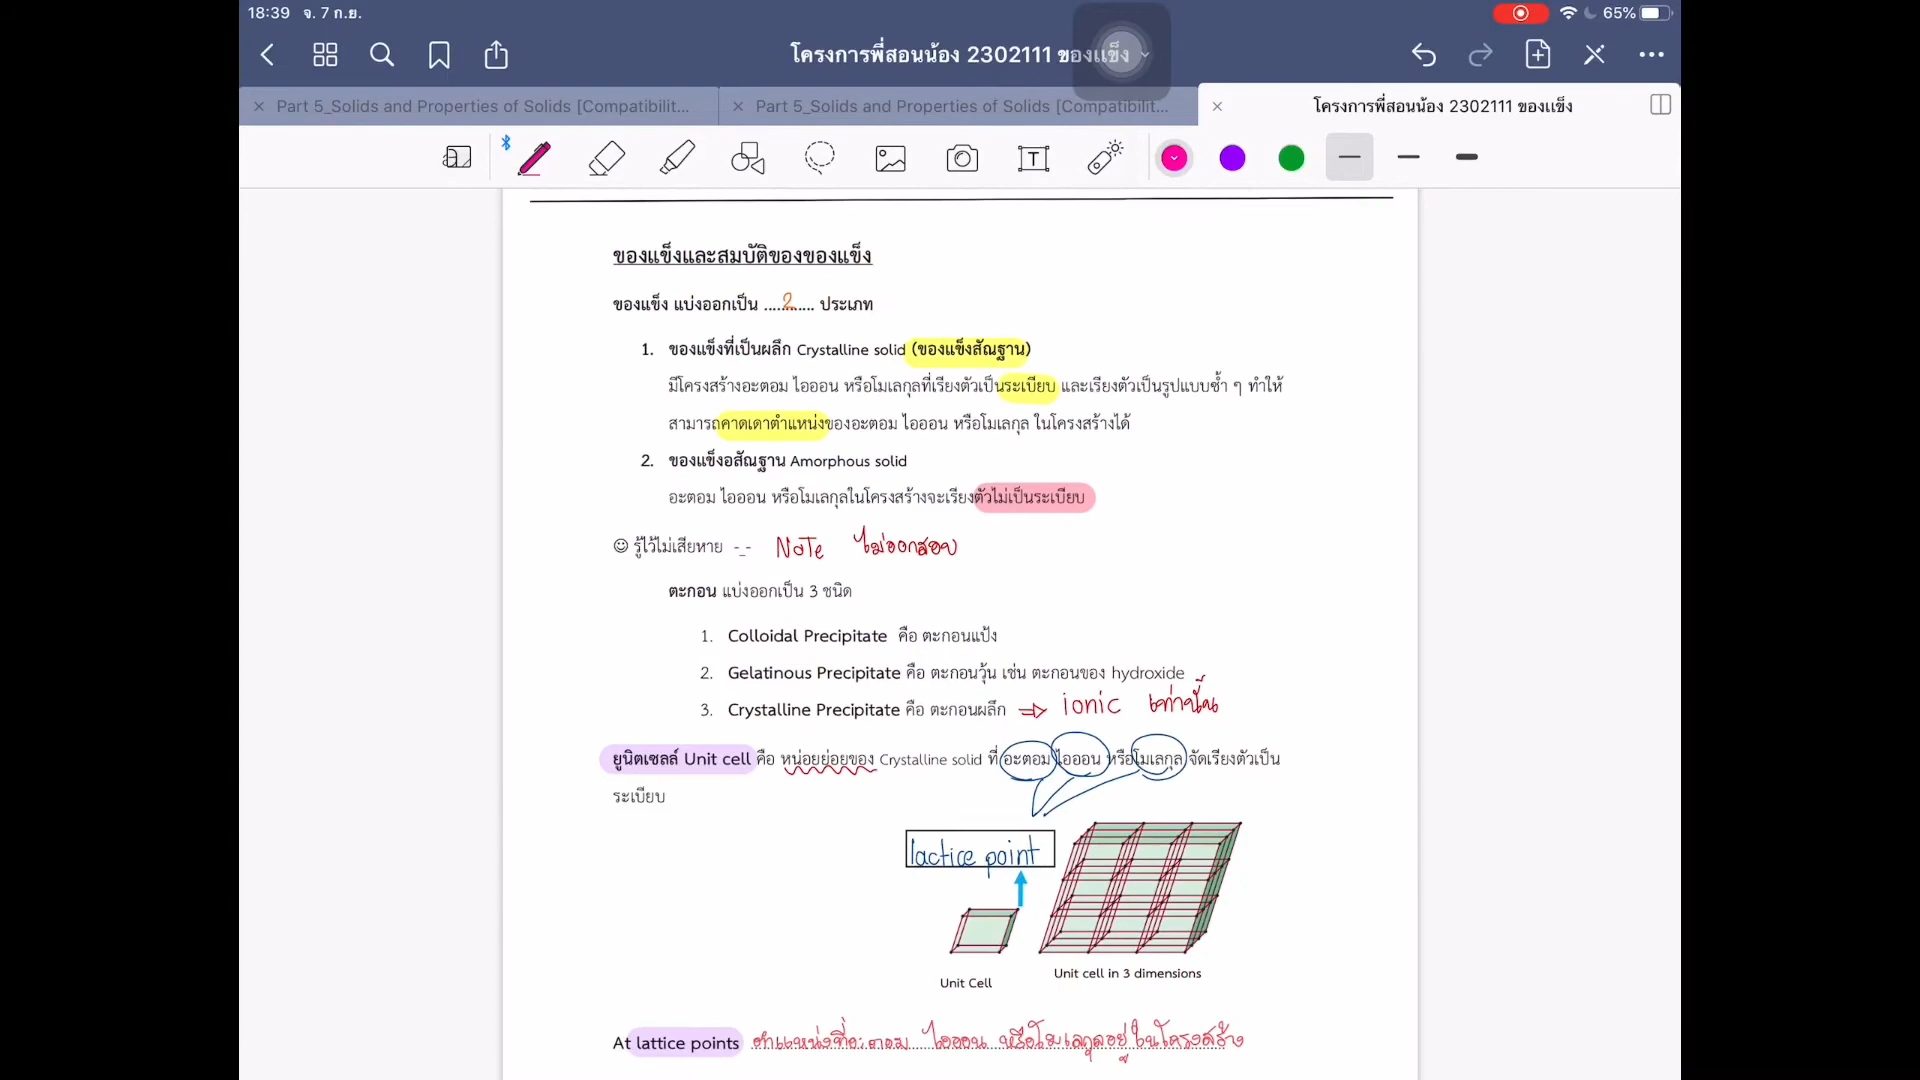 18:39 จ. 7 ก.ย. 65%
โครงการพี่สอนน้อง 2302111 ของแข็ง
Part 5_Solids and Properties of Solids [Compatibilit... Part 5_Solids and Properties of Solids [Compatibilit... โครงการพี่สอนน้อง 2302111 ของแข็ง
ของแข็งและสมบัติของของแข็ง
ของแข็ง แบ่งออกเป็น ....2.... ประเภท
1. ของแข็งที่เป็นผลึก Crystalline solid (ของแข็งสัณฐาน)
มีโครงสร้างอะตอม ไอออน หรือโมเลกุลที่เรียงตัวเป็นระเบียบ และเรียงตัวเป็นรูปแบบซ้ำ ๆ ทำให้
สามารถคาดเดาตำแหน่งของอะตอม ไอออน หรือโมเลกุล ในโครงสร้างได้
2. ของแข็งอสัณฐาน Amorphous solid
อะตอม ไอออน หรือโมเลกุลในโครงสร้างจะเรียงตัวไม่เป็นระเบียบ
☺ รู้ไว้ไม่เสียหาย -_- NoTe ไม่ออกสอบ
ตะกอน แบ่งออกเป็น 3 ชนิด
1. Colloidal Precipitate คือ ตะกอนแป้ง
2. Gelatinous Precipitate คือ ตะกอนวุ้น เช่น ตะกอนของ hydroxide
3. Crystalline Precipitate คือ ตะกอนผลึก ⇒ ionic เท่านั้น
ยูนิตเซลล์ Unit cell คือ หน่อยย่อยของ Crystalline solid ที่ อะตอม ไอออน หรือโมเลกุล จัดเรียงตัวเป็น
ระเบียบ
lactice point
Unit Cell
Unit cell in 3 dimensions
At lattice points ตำแหน่งที่อะตอม ไอออน หรือโมเลกุลอยู่ในโครงสร้าง